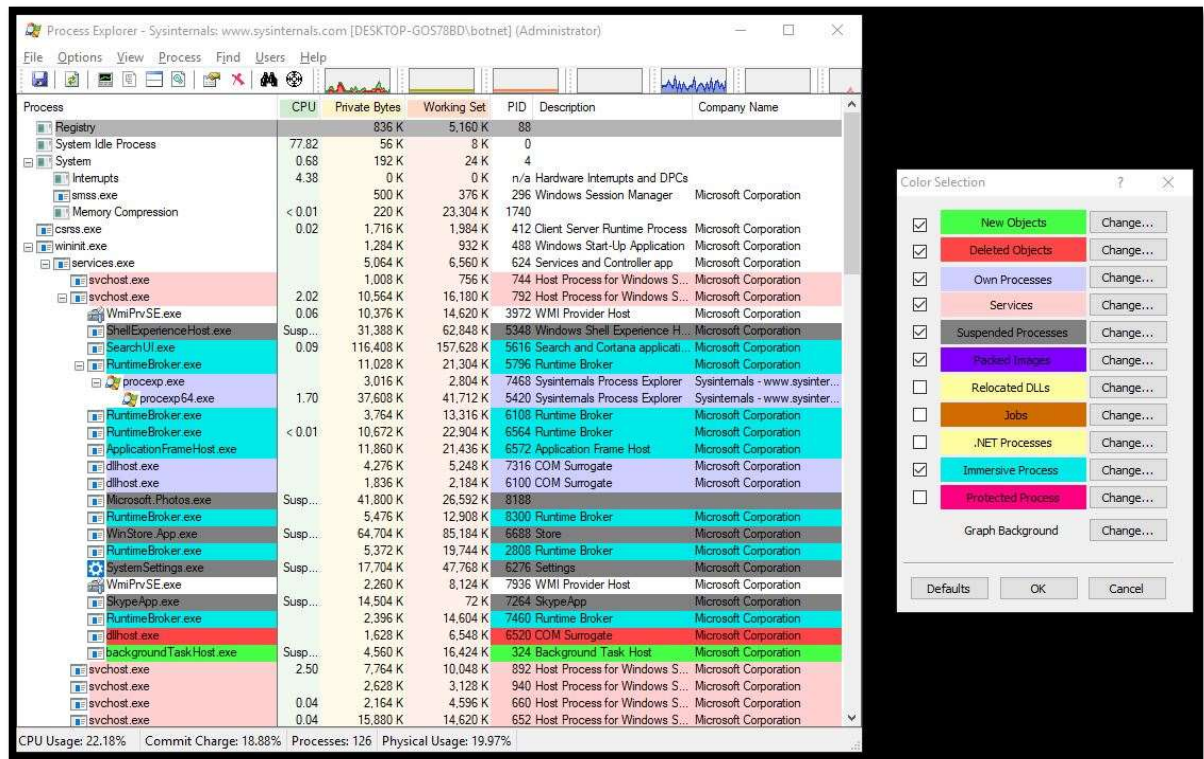 Process Explorer - Sysinternals: www.sysinternals.com [DESKTOP-GOS78BD\botnet] (Administrator)
File Options View Process Find Users Help
Process CPU Private Bytes Working Set PID Description Company Name
Registry 836 K 5,160 K 88
System Idle Process 77.82 56 K 8 K 0
System 0.68 192 K 24 K 4
Interrupts 4.38 0 K 0 K n/a Hardware Interrupts and DPCs
smss.exe 500 K 376 K 296 Windows Session Manager Microsoft Corporation
Memory Compression < 0.01 220 K 23,304 K 1740
csrss.exe 0.02 1,716 K 1,984 K 412 Client Server Runtime Process Microsoft Corporation
wininit.exe 1,284 K 932 K 488 Windows Start-Up Application Microsoft Corporation
services.exe 5,064 K 6,560 K 624 Services and Controller app Microsoft Corporation
svchost.exe 1,008 K 756 K 744 Host Process for Windows S... Microsoft Corporation
svchost.exe 2.02 10,564 K 16,180 K 792 Host Process for Windows S... Microsoft Corporation
WmiPrvSE.exe 0.06 10,376 K 14,620 K 3972 WMI Provider Host Microsoft Corporation
ShellExperienceHost.exe Susp... 31,388 K 62,848 K 5348 Windows Shell Experience H... Microsoft Corporation
SearchUI.exe 0.09 116,408 K 157,628 K 5616 Search and Cortana applicati... Microsoft Corporation
RuntimeBroker.exe 11,028 K 21,304 K 5796 Runtime Broker Microsoft Corporation
procexp.exe 3,016 K 2,804 K 7468 Sysinternals Process Explorer Sysinternals - www.sysinter...
procexp64.exe 1.70 37,608 K 41,712 K 5420 Sysinternals Process Explorer Sysinternals - www.sysinter...
RuntimeBroker.exe 3,764 K 13,316 K 6108 Runtime Broker Microsoft Corporation
RuntimeBroker.exe < 0.01 10,672 K 22,904 K 6564 Runtime Broker Microsoft Corporation
ApplicationFrameHost.exe 11,860 K 21,436 K 6572 Application Frame Host Microsoft Corporation
dllhost.exe 4,276 K 5,248 K 7316 COM Surrogate Microsoft Corporation
dllhost.exe 1,836 K 2,184 K 6100 COM Surrogate Microsoft Corporation
Microsoft.Photos.exe Susp... 41,800 K 26,592 K 8188
RuntimeBroker.exe 5,476 K 12,908 K 8300 Runtime Broker Microsoft Corporation
WinStore.App.exe Susp... 64,704 K 85,184 K 6688 Store Microsoft Corporation
RuntimeBroker.exe 5,372 K 19,744 K 2808 Runtime Broker Microsoft Corporation
SystemSettings.exe Susp... 17,704 K 47,768 K 6276 Settings Microsoft Corporation
WmiPrvSE.exe 2,260 K 8,124 K 7936 WMI Provider Host Microsoft Corporation
SkypeApp.exe Susp... 14,504 K 72 K 7264 SkypeApp Microsoft Corporation
RuntimeBroker.exe 2,396 K 14,604 K 7460 Runtime Broker Microsoft Corporation
dllhost.exe 1,628 K 6,548 K 6520 COM Surrogate Microsoft Corporation
backgroundTaskHost.exe Susp... 4,560 K 16,424 K 324 Background Task Host Microsoft Corporation
svchost.exe 2.50 7,764 K 10,048 K 892 Host Process for Windows S... Microsoft Corporation
svchost.exe 2,628 K 3,128 K 940 Host Process for Windows S... Microsoft Corporation
svchost.exe 0.04 2,164 K 4,596 K 660 Host Process for Windows S... Microsoft Corporation
svchost.exe 0.04 15,880 K 14,620 K 652 Host Process for Windows S... Microsoft Corporation
CPU Usage: 22.18% Commit Charge: 18.88% Processes: 126 Physical Usage: 19.97%
Color Selection ?
New Objects Change...
Deleted Objects Change...
Own Processes Change...
Services Change...
Suspended Processes Change...
Packed Images Change...
Relocated DLLs Change...
Jobs Change...
.NET Processes Change...
Immersive Process Change...
Protected Process Change...
Graph Background Change...
Defaults OK Cancel